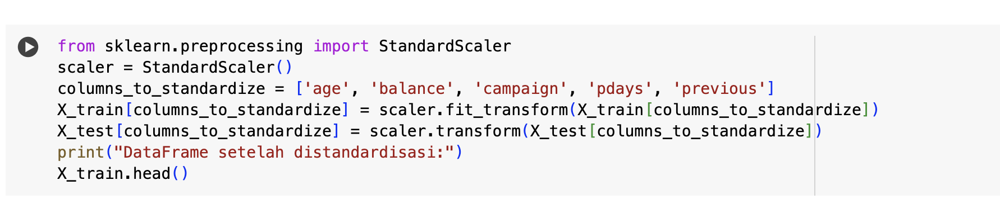 from sklearn.preprocessing import StandardScaler
scaler = StandardScaler()
columns_to_standardize = ['age', 'balance', 'campaign', 'pdays', 'previous']
X_train[columns_to_standardize] = scaler.fit_transform(X_train[columns_to_standardize])
X_test[columns_to_standardize] = scaler.transform(X_test[columns_to_standardize])
print("DataFrame setelah distandardisasi:")
X_train.head()